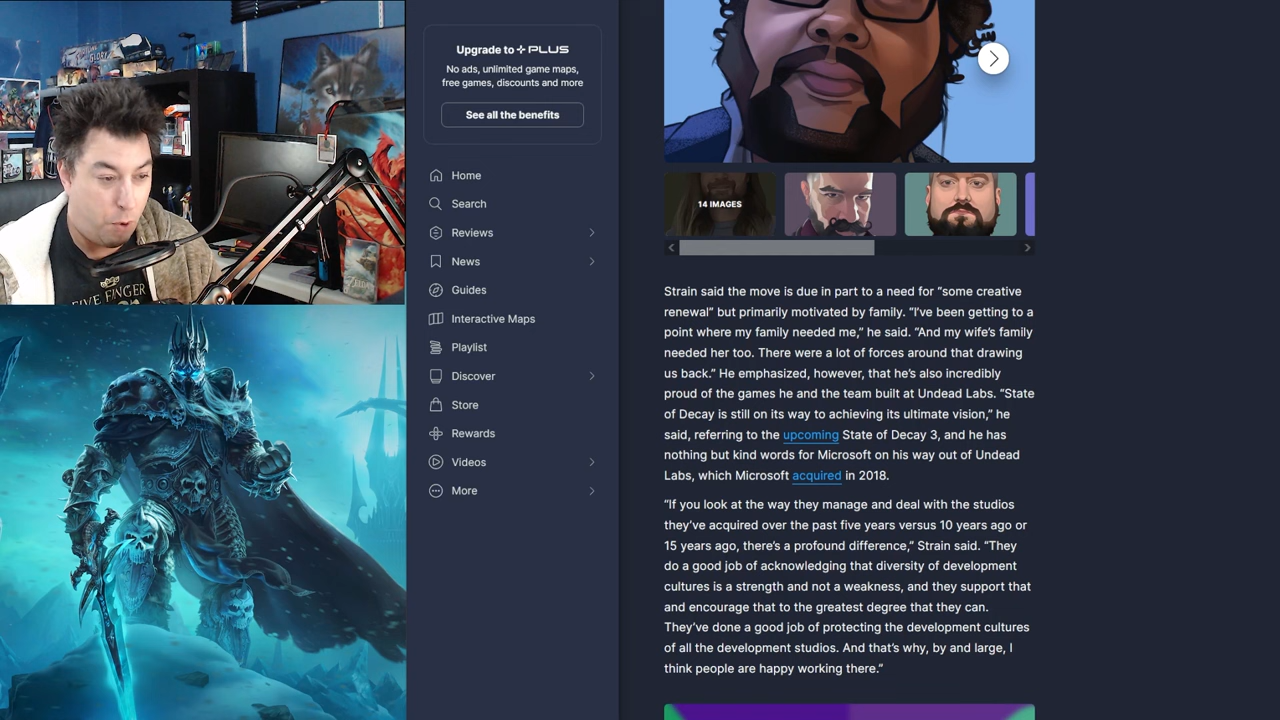 GLORY
FIVE FINGER
Upgrade to PLUS
No ads, unlimited game maps,
free games, discounts and more
See all the benefits
Home
Search
Reviews
News
Guides
Interactive Maps
Playlist
Discover
Store
Rewards
Videos
More
14 IMAGES
Strain said the move is due in part to a need for “some creative
renewal” but primarily motivated by family. “I’ve been getting to a
point where my family needed me,” he said. “And my wife’s family
needed her too. There were a lot of forces around that drawing
us back.” He emphasized, however, that he’s also incredibly
proud of the games he and the team built at Undead Labs. “State
of Decay is still on its way to achieving its ultimate vision,” he
said, referring to the upcoming State of Decay 3, and he has
nothing but kind words for Microsoft on his way out of Undead
Labs, which Microsoft acquired in 2018.
“If you look at the way they manage and deal with the studios
they’ve acquired over the past five years versus 10 years ago or
15 years ago, there’s a profound difference,” Strain said. “They
do a good job of acknowledging that diversity of development
cultures is a strength and not a weakness, and they support that
and encourage that to the greatest degree that they can.
They’ve done a good job of protecting the development cultures
of all the development studios. And that’s why, by and large, I
think people are happy working there.”